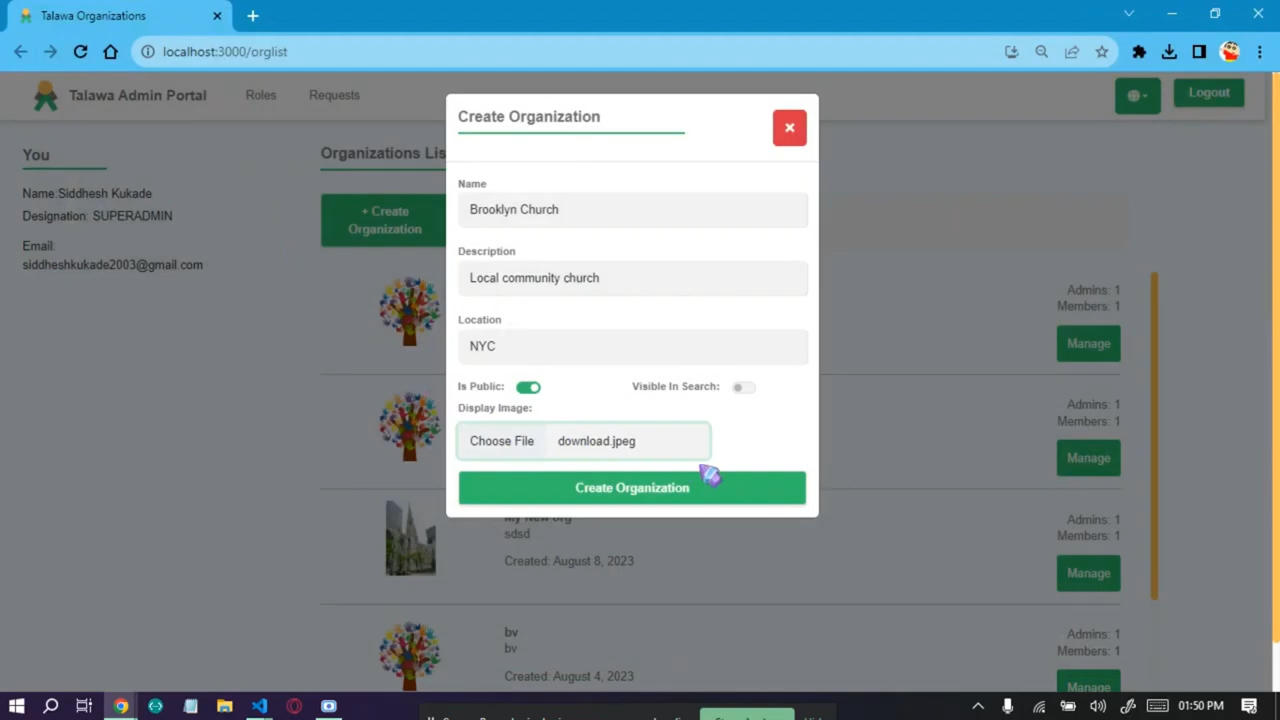 Talawa Organizations
localhost:3000/orglist
Talawa Admin Portal
Roles
Requests
Logout
You
Name:Siddhesh Kukade
Designation: SUPERADMIN
Email:
siddheshkukade2003@gmail.com
Organizations Lis
+ Create
Organization
Create Organization
Name
Brooklyn Church
Description
Local community church
Location
NYC
Is Public:
Visible In Search:
Display Image:
Choose File
download.jpeg
Create Organization
Admins: 1
Members: 1
Manage
Admins: 1
Members: 1
Manage
My New org
sdsd
Created: August 8, 2023
Admins: 1
Members: 1
Manage
bv
bv
Created: August 4, 2023
Admins: 1
Members: 1
Manage
01:50 PM